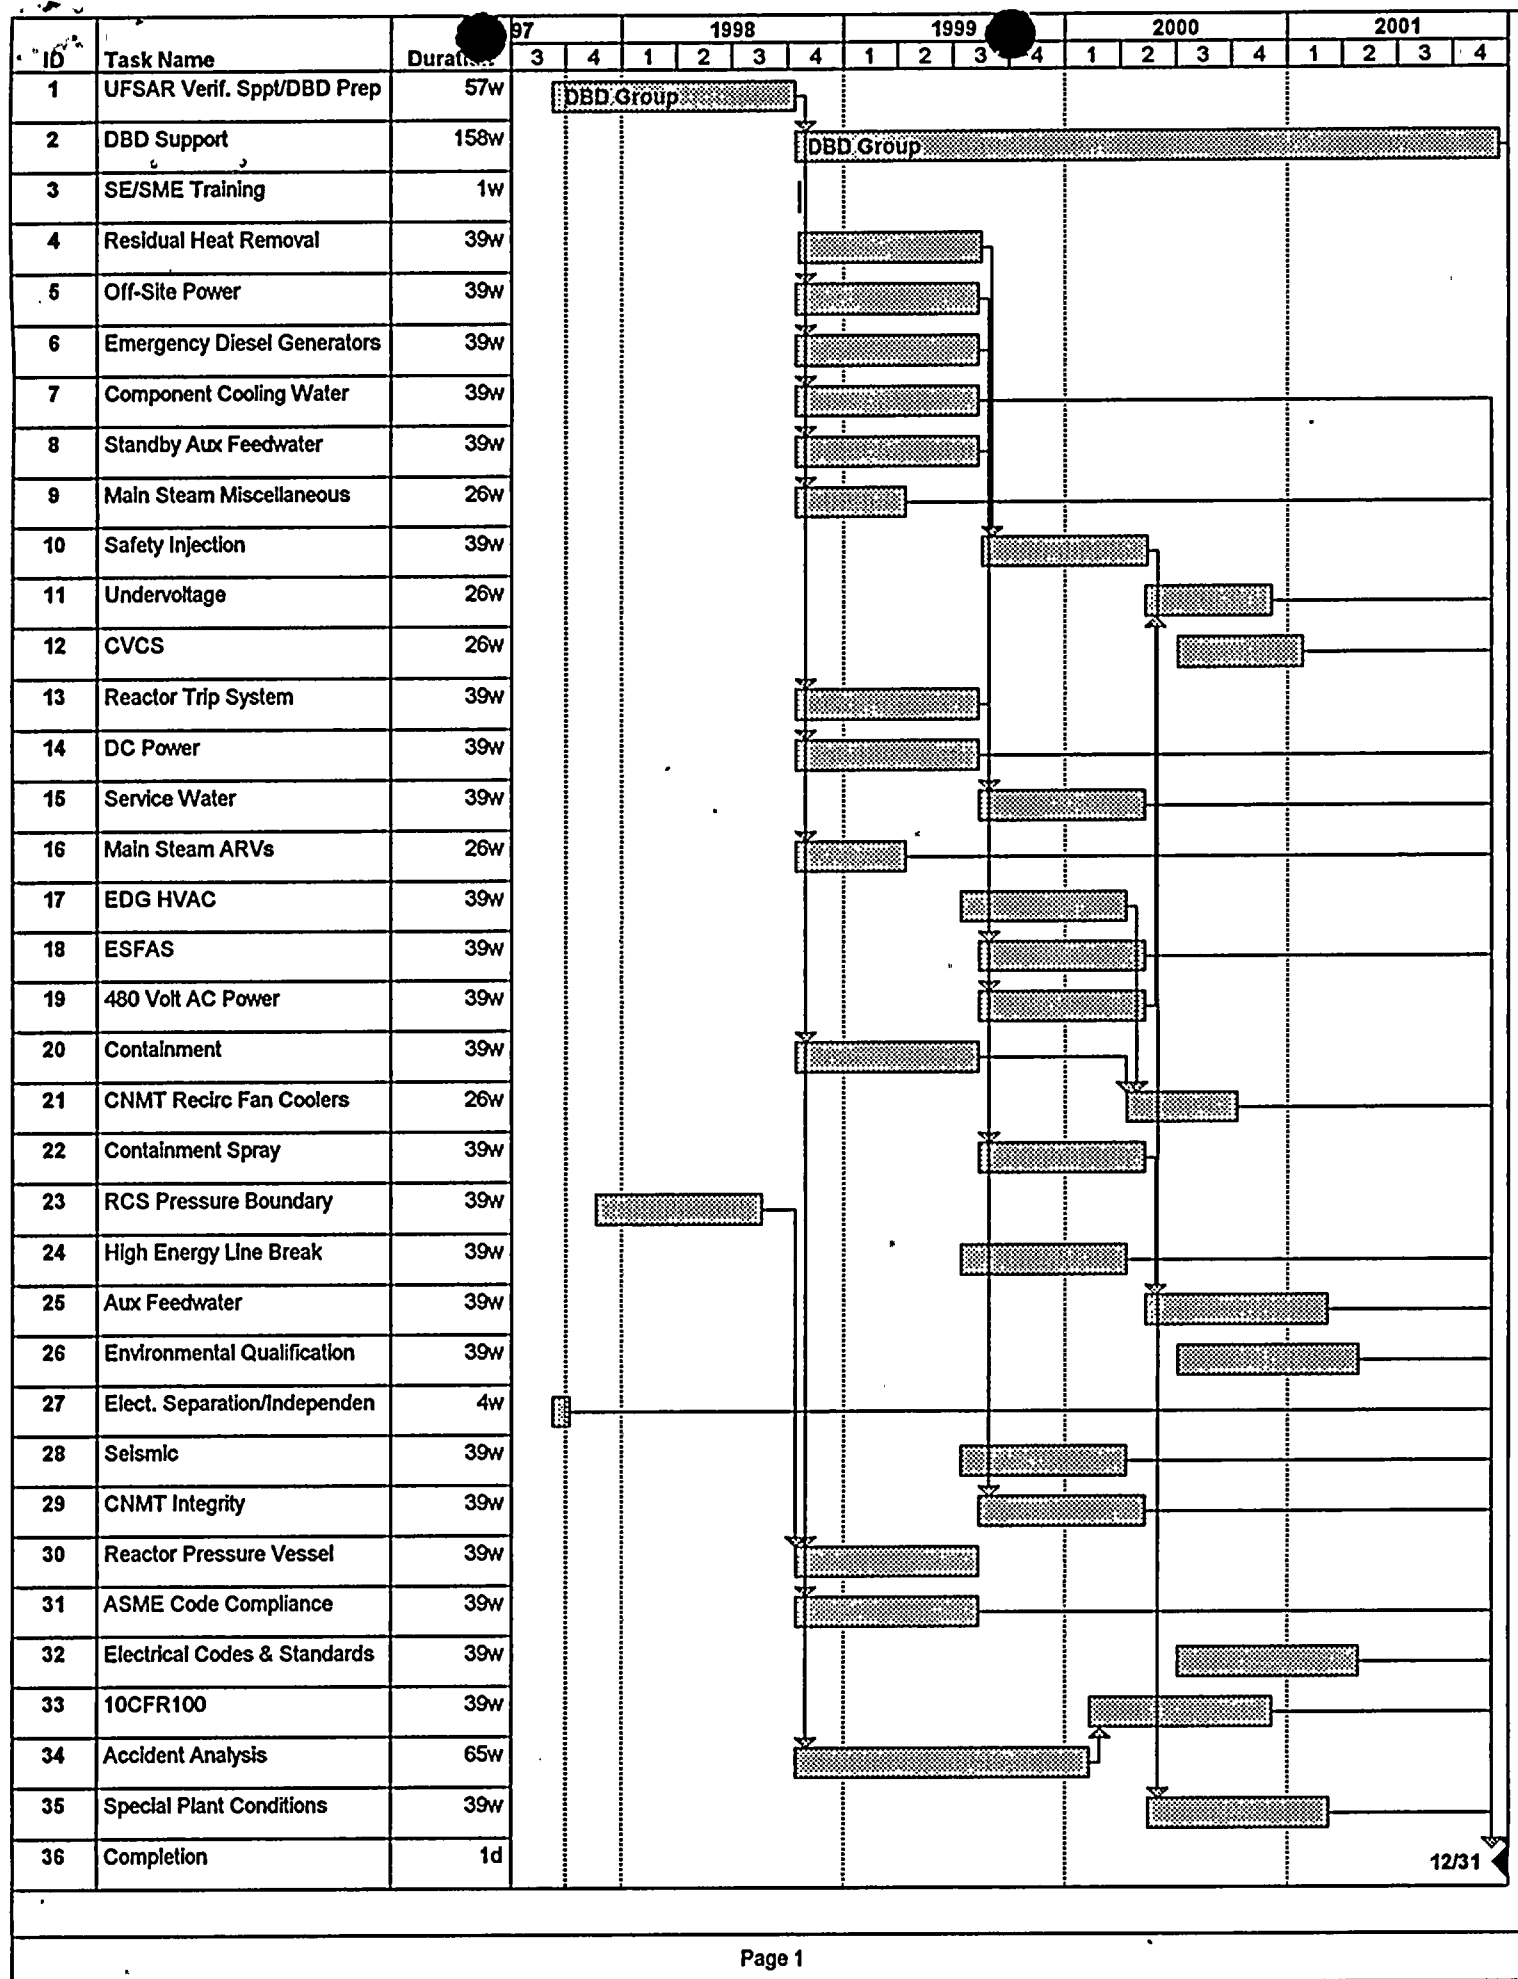 97 1998 1999 2000 2001
ID Task Name 3 4 1 2 3 4 1 2 3 4 1 2 3 4 1 2 3 4
1 UFSAR Verif. Sppt/DBD Prep 57w DBD Group
2 DBD Support 158w DBD Group
3 SE/SME Training 1w
4 Residual Heat Removal 39w
5 Off-Site Power 39w
6 Emergency Diesel Generators 39w
7 Component Cooling Water 39w
8 Standby Aux Feedwater 39w
9 Main Steam Miscellaneous 26w
10 Safety Injection 39w
11 Undervoltage 26w
12 CVCS 26w
13 Reactor Trip System 39w
14 DC Power 39w
15 Service Water 39w
16 Main Steam ARVs 26w
17 EDG HVAC 39w
18 ESFAS 39w
19 480 Volt AC Power 39w
20 Containment 39w
21 CNMT Recirc Fan Coolers 26w
22 Containment Spray 39w
23 RCS Pressure Boundary 39w
24 High Energy Line Break 39w
25 Aux Feedwater 39w
26 Environmental Qualification 39w
27 Elect. Separation/Independen 4w
28 Seismic 39w
29 CNMT Integrity 39w
30 Reactor Pressure Vessel 39w
31 ASME Code Compliance 39w
32 Electrical Codes & Standards 39w
33 10CFR100 39w
34 Accident Analysis 65w
35 Special Plant Conditions 39w
36 Completion 1d 12/31
Page 1